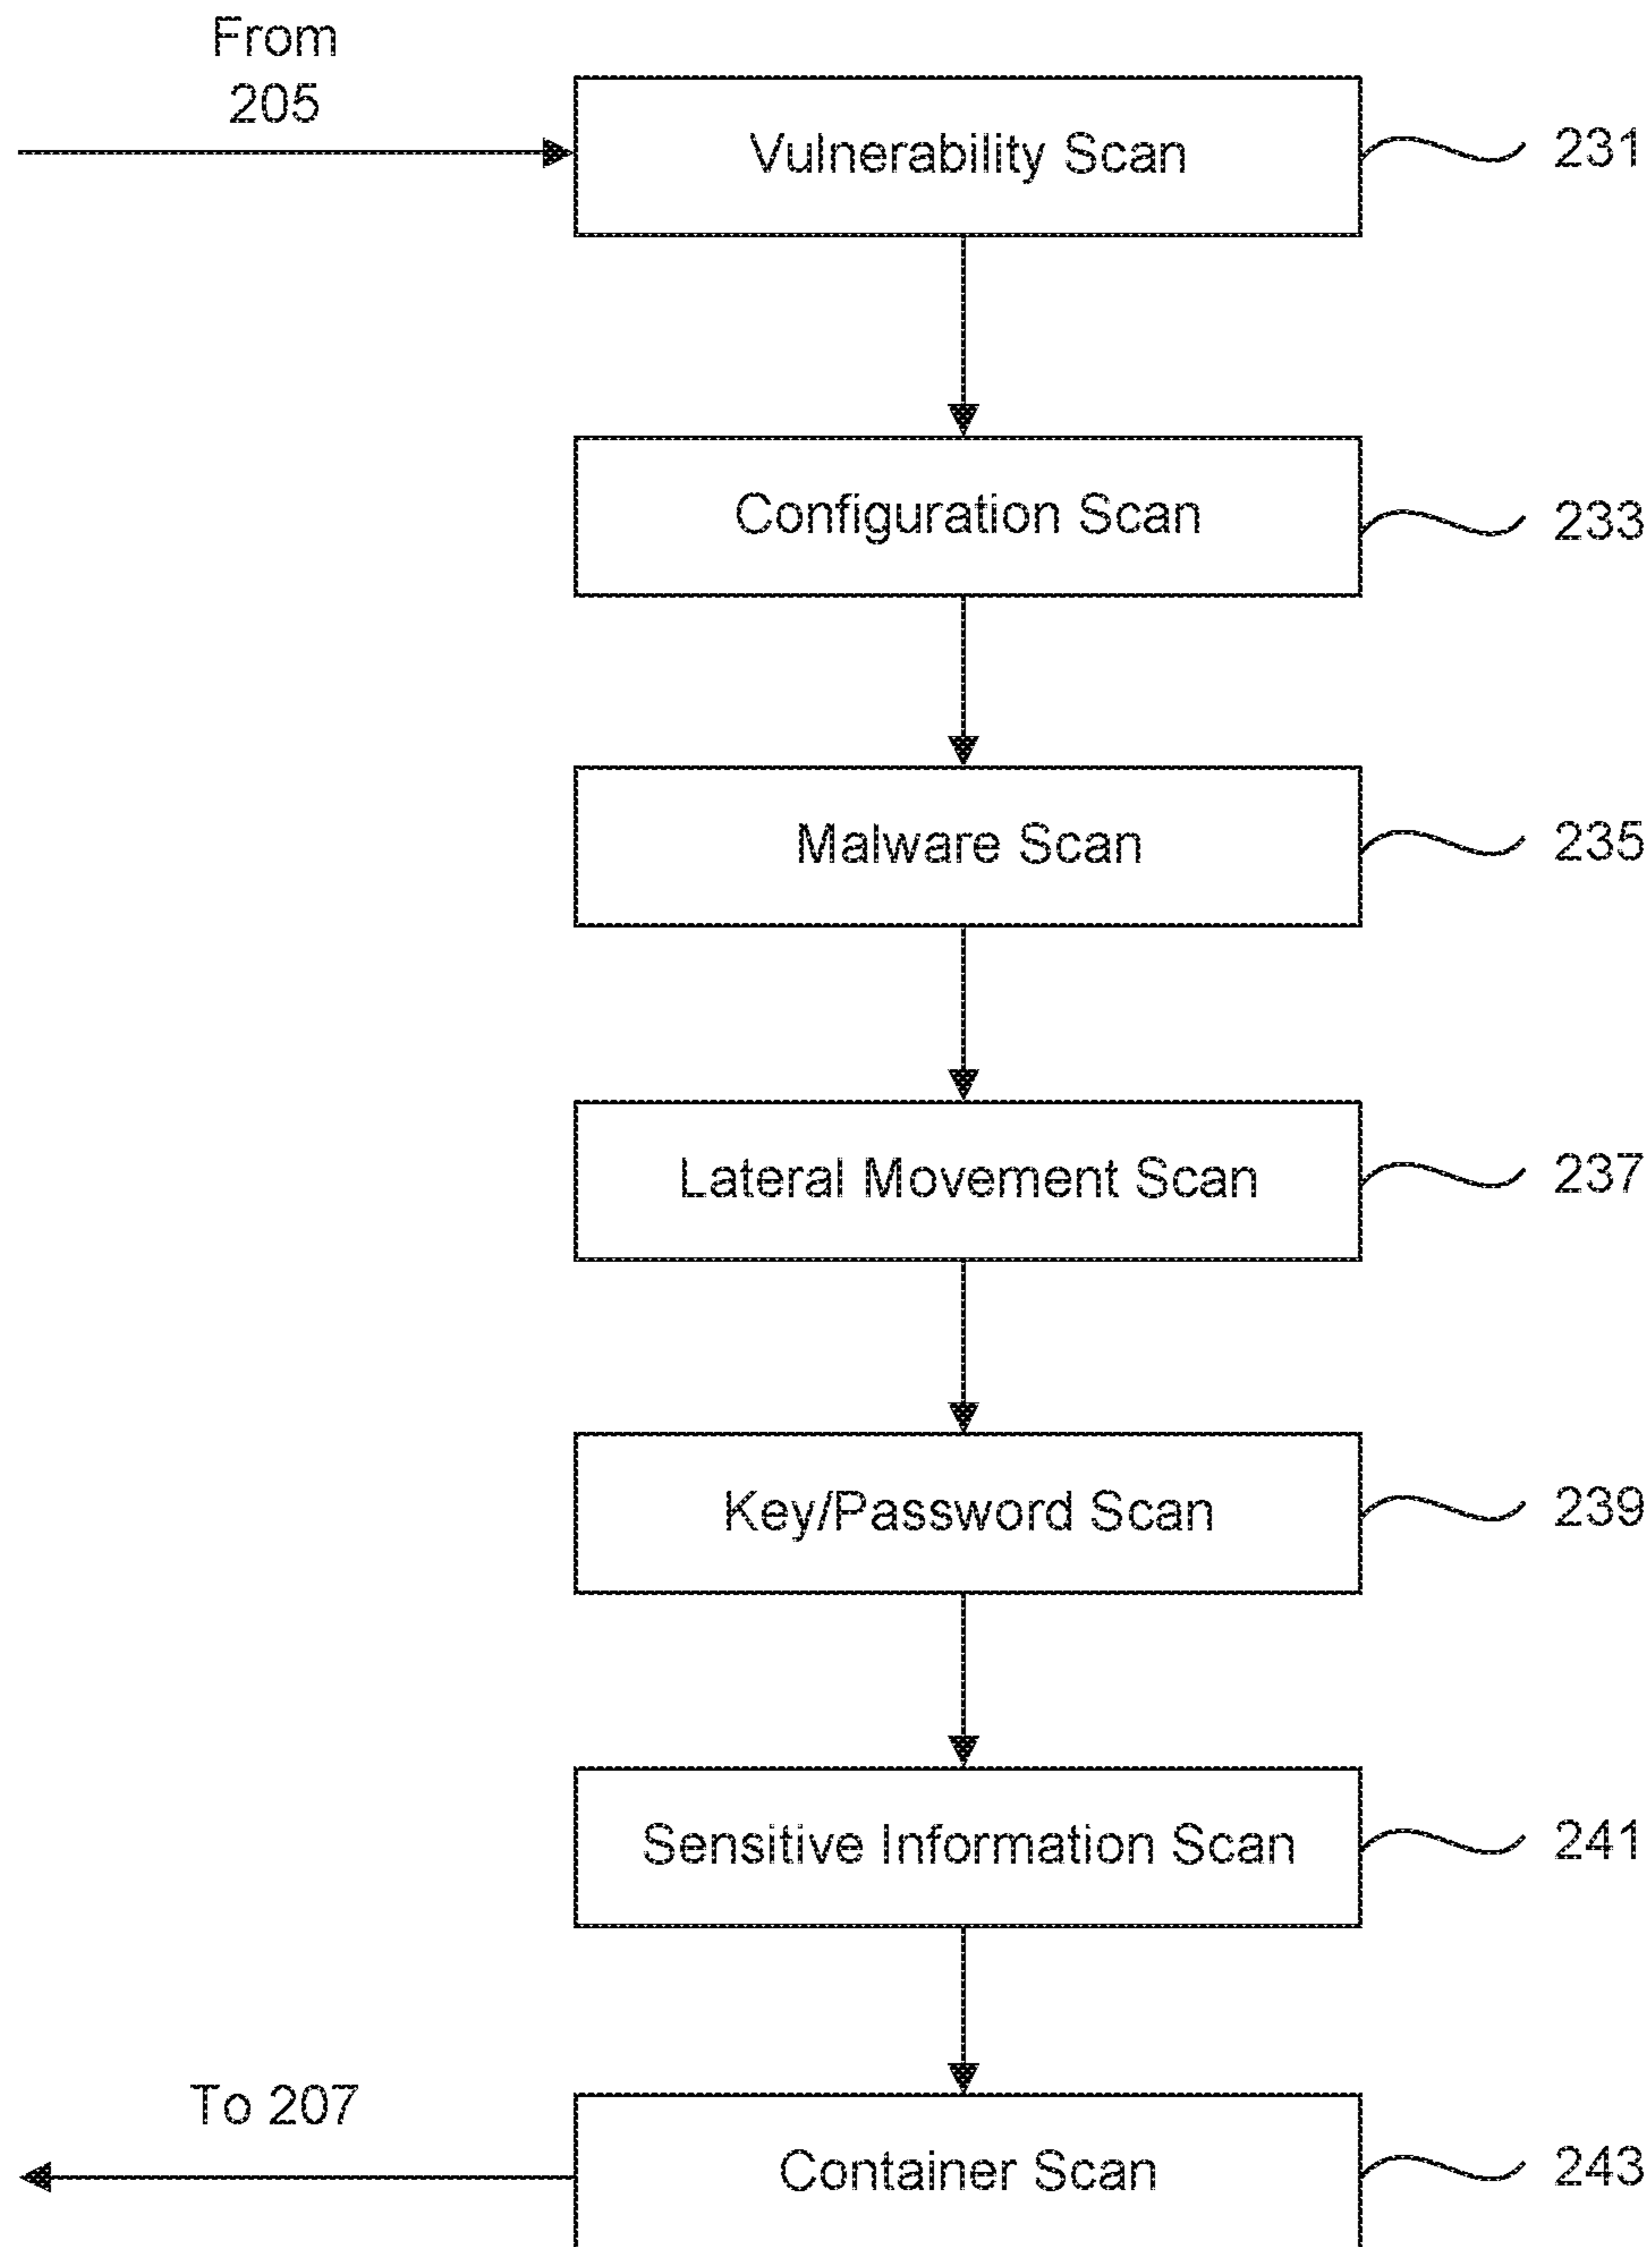 From
205
Vulnerability Scan
231
Configuration Scan
233
Malware Scan
235
Lateral Movement Scan
237
Key/Password Scan
239
Sensitive Information Scan
241
To 207
Container Scan
243